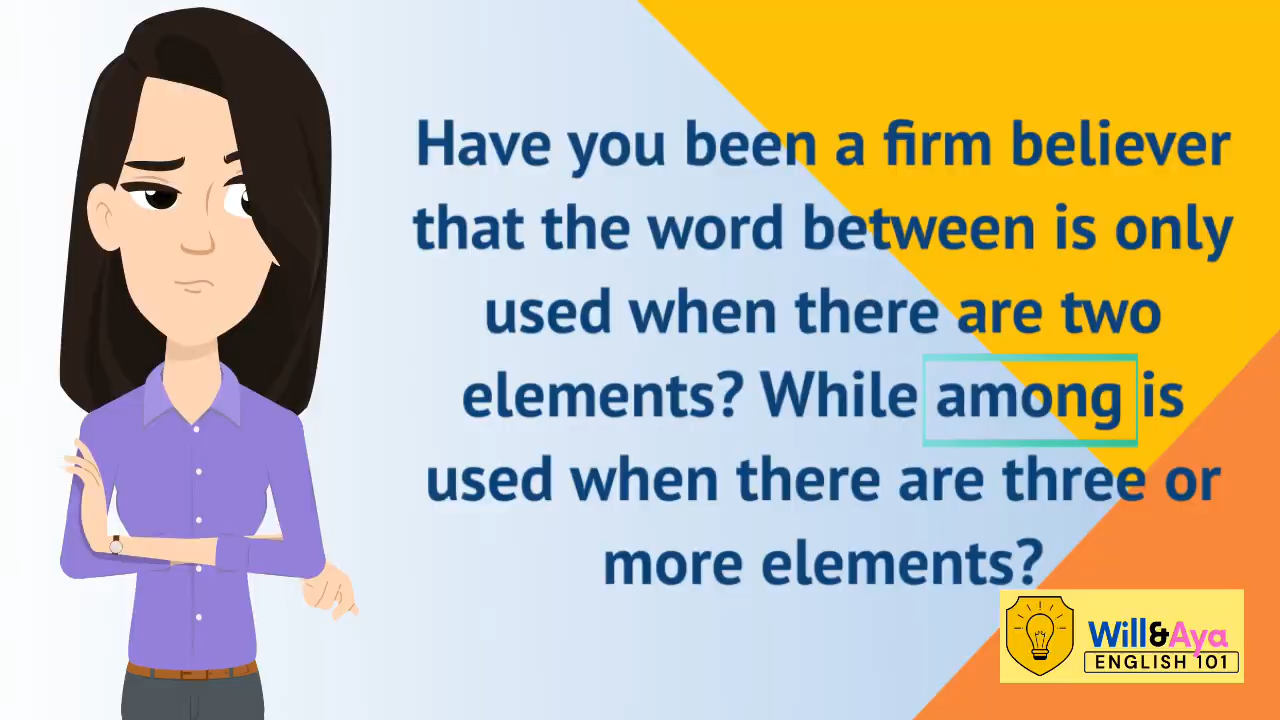 Have you been a firm believer
that the word between is only
used when there are two
elements? While among is
used when there are three or
more elements?
Will&Aya
ENGLISH 101